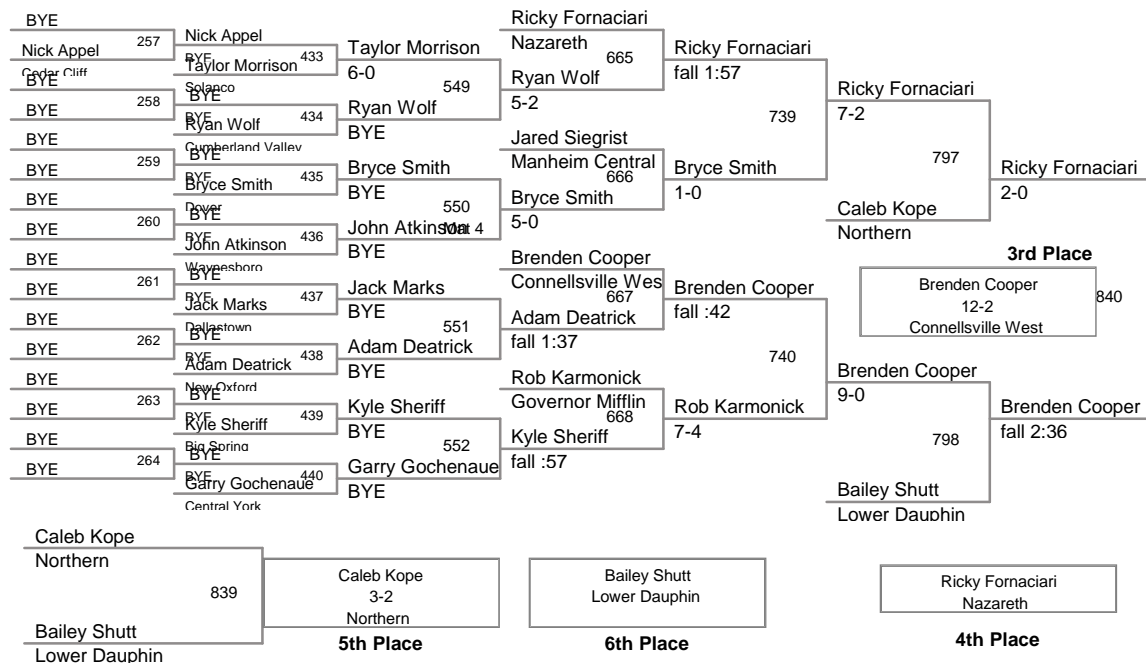 BYE
257
Nick Appel
Cedar Cliff
BYE
258
BYE
BYE
259
BYE
BYE
260
BYE
BYE
261
BYE
BYE
262
BYE
BYE
263
BYE
BYE
264
BYE
Nick Appel
BYE
433
Taylor Morrison
Solanco
BYE
BYE
434
Ryan Wolf
Cumberland Valley
BYE
BYE
435
Bryce Smith
Dover
BYE
BYE
436
John Atkinson
Waynesboro
BYE
BYE
437
Jack Marks
Dallastown
BYE
BYE
438
Adam Deatrick
New Oxford
BYE
BYE
439
Kyle Sheriff
Big Spring
BYE
BYE
440
Garry Gochenaue
Central York
Taylor Morrison
6-0
549
Ryan Wolf
BYE
Bryce Smith
BYE
550
Mat 4
John Atkinson
BYE
Jack Marks
BYE
551
Adam Deatrick
BYE
Kyle Sheriff
BYE
552
Garry Gochenaue
BYE
Ricky Fornaciari
Nazareth
665
Ryan Wolf
5-2
Jared Siegrist
Manheim Central
666
Bryce Smith
5-0
Brenden Cooper
Connellsville Wes
667
Adam Deatrick
fall 1:37
Rob Karmonick
Governor Mifflin
668
Kyle Sheriff
fall :57
Ricky Fornaciari
fall 1:57
739
Bryce Smith
1-0
Brenden Cooper
fall :42
740
Rob Karmonick
7-4
Ricky Fornaciari
7-2
797
Caleb Kope
Northern
Brenden Cooper
9-0
798
Bailey Shutt
Lower Dauphin
Ricky Fornaciari
2-0
3rd Place
Brenden Cooper
12-2
Connellsville West
840
Brenden Cooper
fall 2:36
Caleb Kope
Northern
839
Bailey Shutt
Lower Dauphin
Caleb Kope
3-2
Northern
5th Place
Bailey Shutt
Lower Dauphin
6th Place
Ricky Fornaciari
Nazareth
4th Place